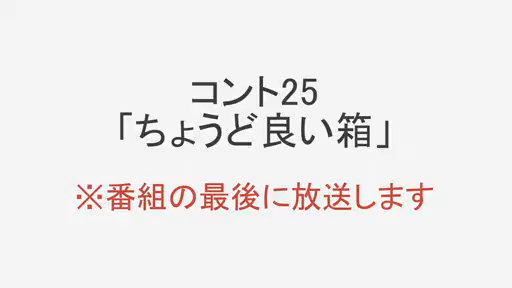 コント25
「ちょうど良い箱」
※番組の最後に放送します